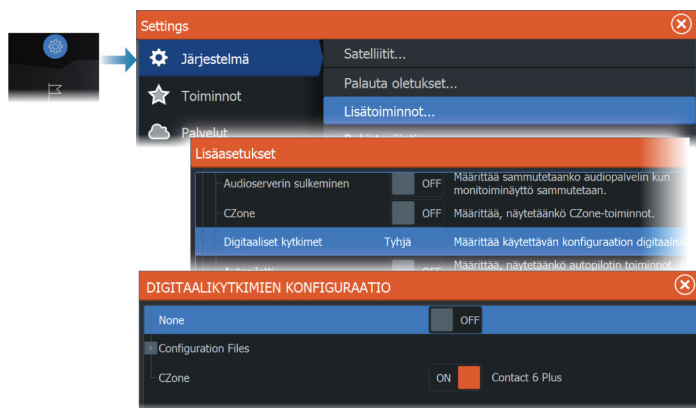 Settings
Järjestelmä
Satelliitit...
Toiminnot
Palauta oletukset...
Lisätoiminnot...
Palvelut
Lisäasetukset
Audioserverin sulkeminen OFF Määrittää sammutetaanko audiopalvelin kun
monitoiminäyttö sammutetaan.
CZone OFF Määrittää, näytetäänkö CZone-toiminnot.
Digitaaliset kytkimet Tyhjä Määrittää käytettävän konfiguraation
Autopilotti OFF Määrittää, näytetäänkö autopilotin toiminnot.
DIGITAALIKYTKIMIEN KONFIGURAATIO
None OFF
Configuration Files
CZone ON Contact 6 Plus